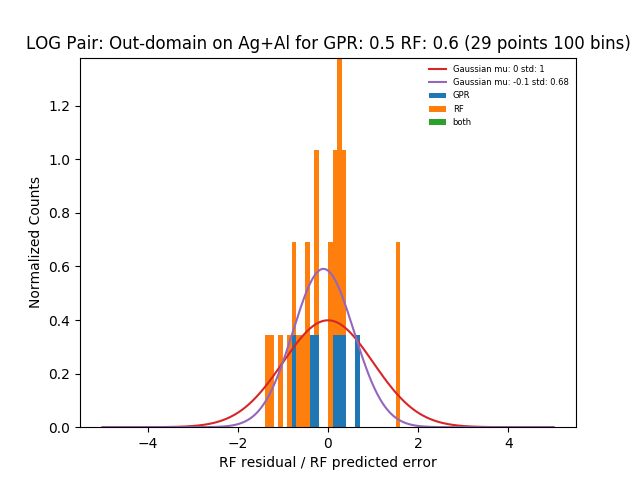 LOG Pair: Out-domain on Ag+Al for GPR: 0.5 RF: 0.6 (29 points 100 bins)
Gaussian mu: 0 std: 1
Gaussian mu: -0.1 std: 0.68
GPR
RF
both
Normalized Counts
1.2
1.0
0.8
0.6
0.4
0.2
0.0
−4 −2 0 2 4
RF residual / RF predicted error